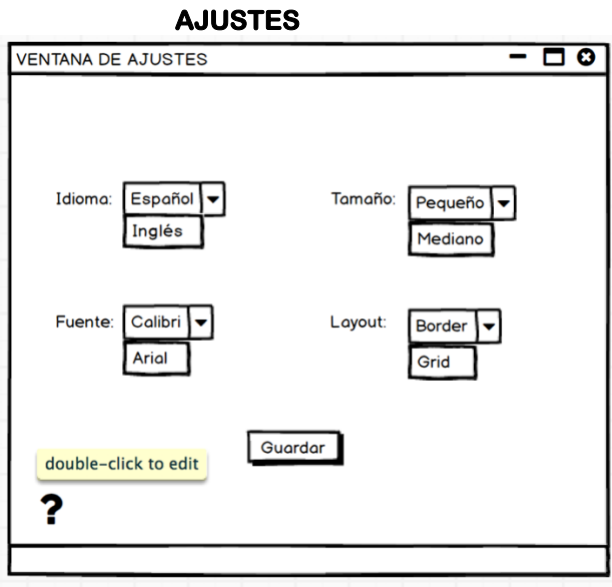 AJUSTES
VENTANA DE AJUSTES
Idioma: Español
Inglés
Tamaño: Pequeño
Mediano
Fuente: Calibri
Arial
Layout: Border
Grid
Guardar
double-click to edit
?